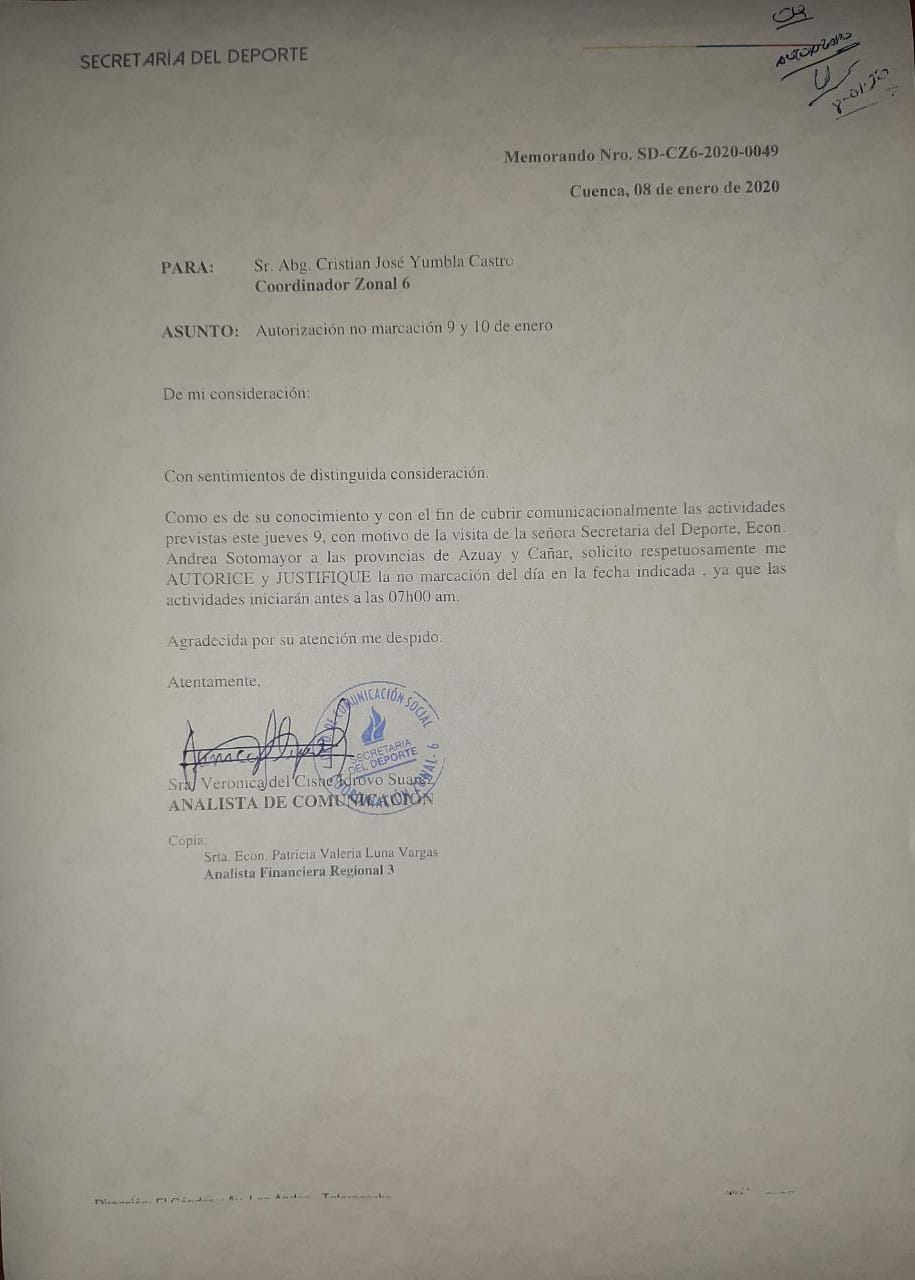 OK
AUTORIZADO
8-01-20
SECRETARÍA DEL DEPORTE
Memorando Nro. SD-CZ6-2020-0049
Cuenca, 08 de enero de 2020
PARA: Sr. Abg. Cristian José Yumbla Castro
Coordinador Zonal 6
ASUNTO: Autorización no marcación 9 y 10 de enero
De mi consideración:
Con sentimientos de distinguida consideración.
Como es de su conocimiento y con el fin de cubrir comunicacionalmente las actividades
previstas este jueves 9, con motivo de la visita de la señora Secretaria del Deporte, Econ.
Andrea Sotomayor a las provincias de Azuay y Cañar, solicito respetuosamente me
AUTORICE y JUSTIFIQUE la no marcación del día en la fecha indicada , ya que las
actividades iniciarán antes a las 07h00 am.
Agradecida por su atención me despido.
Atentamente,
DE COMUNICACIÓN SOCIAL
SECRETARIA
DEL DEPORTE
COORDINACIÓN ZONAL- 6
Sra. Veronica del Cisne Idrovo Suarez
ANALISTA DE COMUNICACIÓN
Copia:
Srta. Econ. Patricia Valeria Luna Vargas
Analista Financiera Regional 3